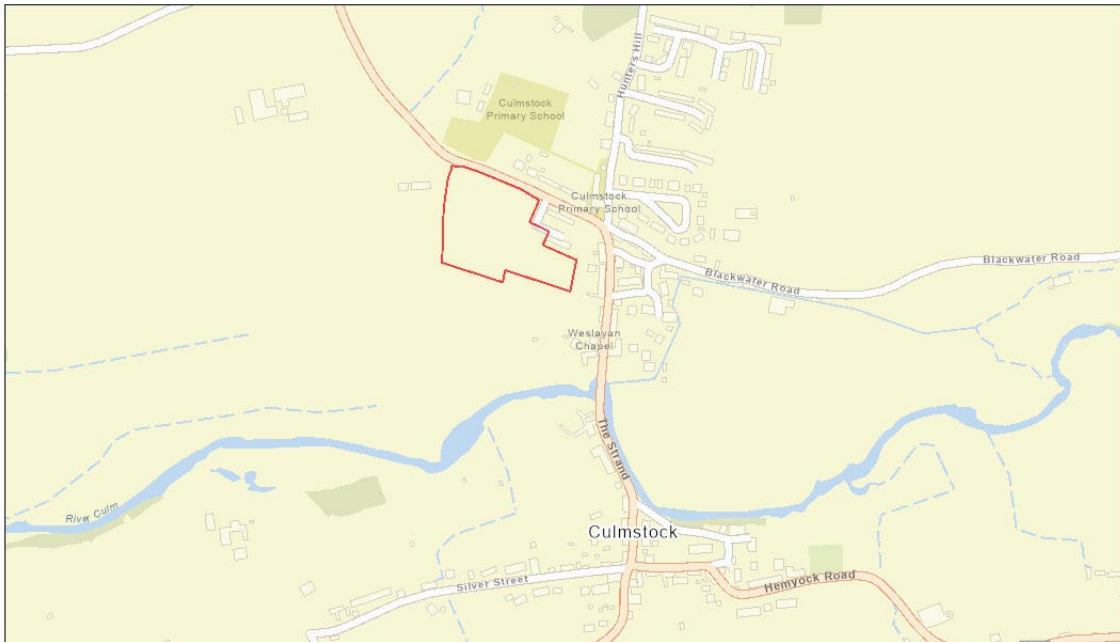 Hunters Hill
Culmstock
Primary School
Culmstock
Primary School
Blackwater Road
Blackwater Road
Weslayan
Chapel
The Strand
River Culm
Culmstock
Silver Street
Hemyock Road